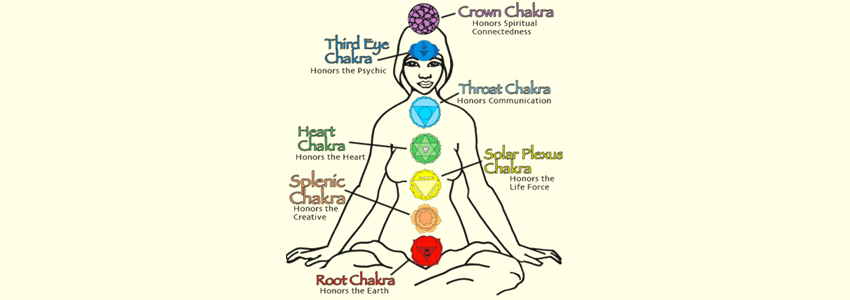 Crown Chakra
Honors Spiritual
Connectedness
Third Eye
Chakra
Honors the Psychic
Throat Chakra
Honors Communication
Heart
Chakra
Honors the Heart
Solar Plexus
Chakra
Honors the
Life Force
Splenic
Chakra
Honors the
Creative
Root Chakra
Honors the Earth